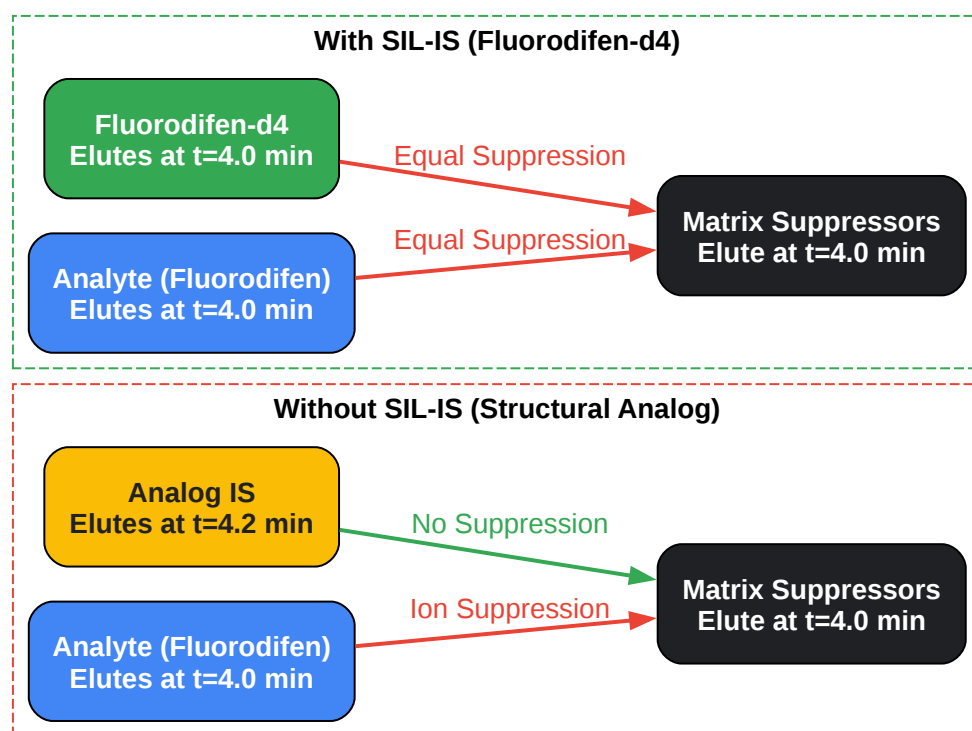 With SIL-IS (Fluorodifen-d4)
Fluorodifen-d4
Elutes at t=4.0 min
Equal Suppression
Matrix Suppressors
Elute at t=4.0 min
Equal Suppression
Analyte (Fluorodifen)
Elutes at t=4.0 min
Without SIL-IS (Structural Analog)
Analog IS
Elutes at t=4.2 min
No Suppression
Matrix Suppressors
Elute at t=4.0 min
Ion Suppression
Analyte (Fluorodifen)
Elutes at t=4.0 min